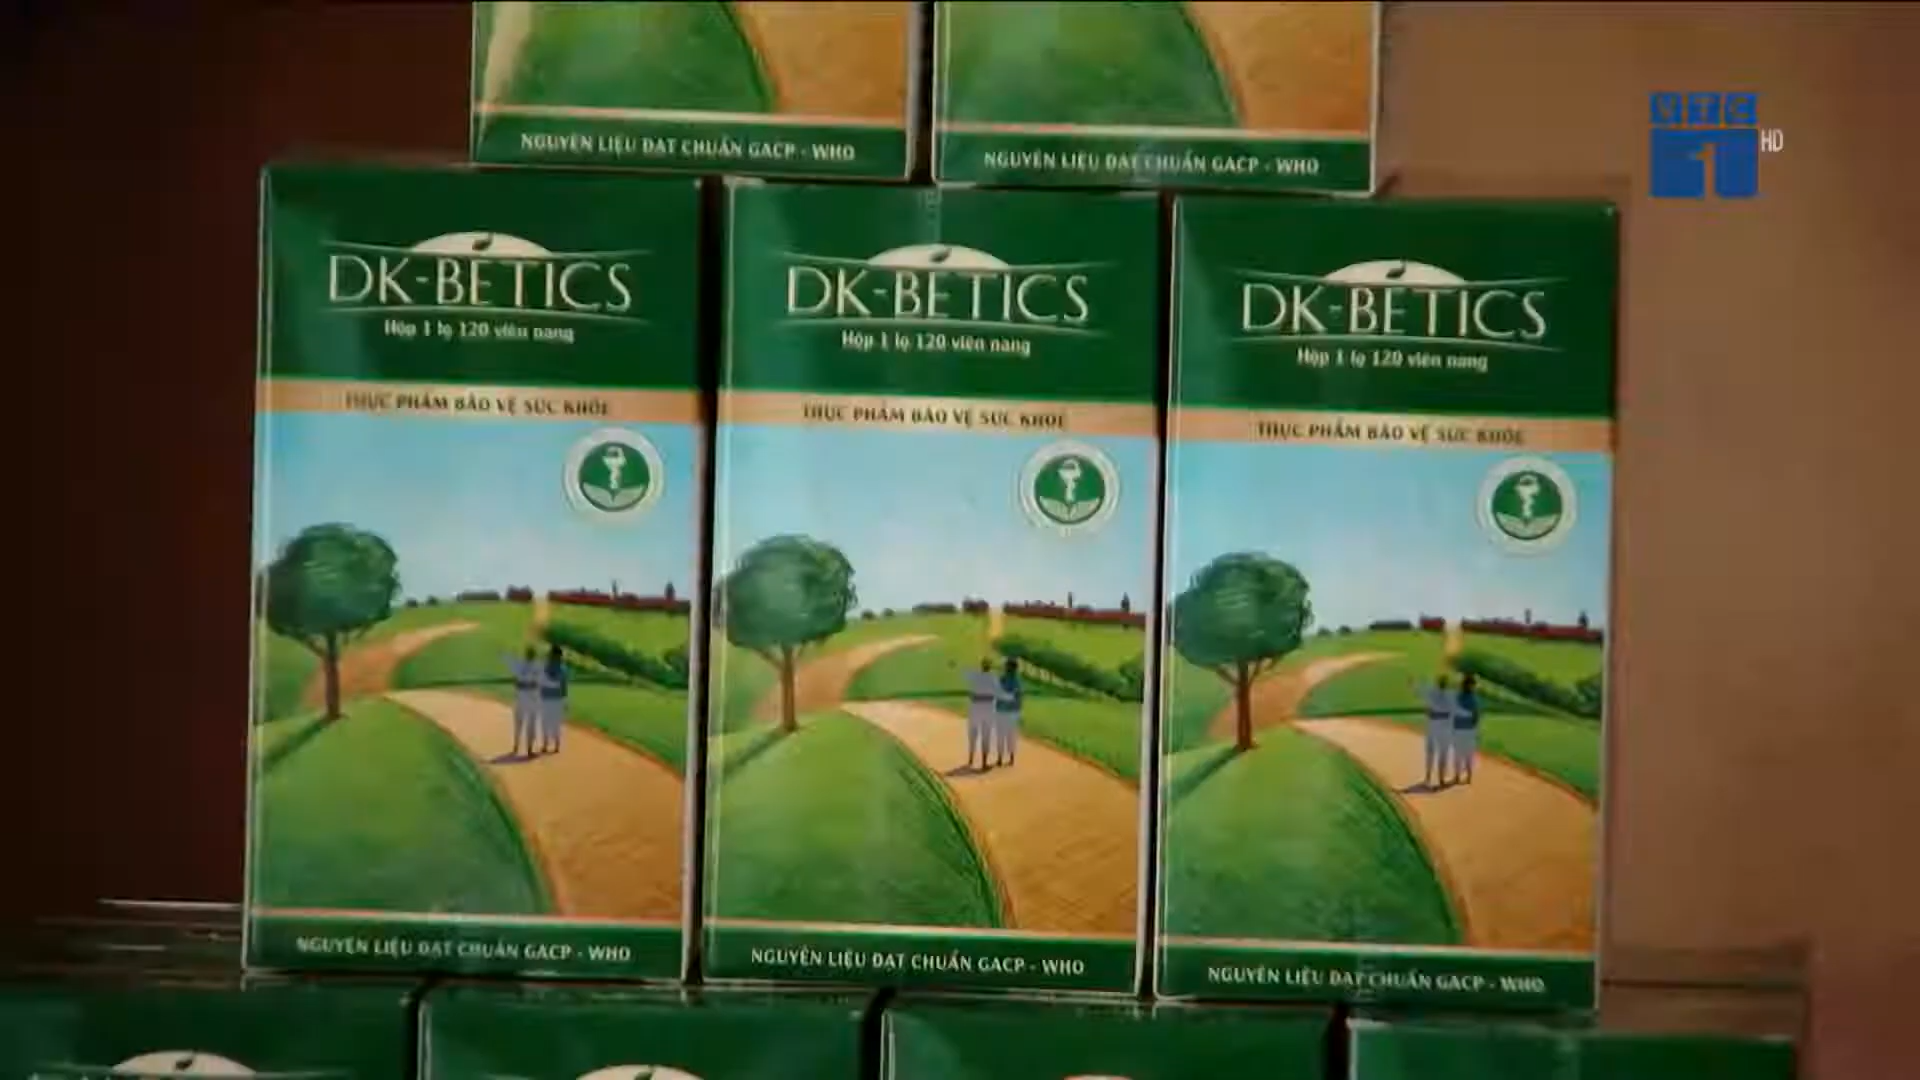 NGUYÊN LIỆU ĐẠT CHUẨN GACP - WHO
NGUYÊN LIỆU ĐẠT CHUẨN GACP - WHO
VTC
1
HD
DK-BETICS
Hộp 1 lọ 120 viên nang
THỰC PHẨM BẢO VỆ SỨC KHỎE
NGUYÊN LIỆU ĐẠT CHUẨN GACP - WHO
DK-BETICS
Hộp 1 lọ 120 viên nang
THỰC PHẨM BẢO VỆ SỨC KHỎE
NGUYÊN LIỆU ĐẠT CHUẨN GACP - WHO
DK-BETICS
Hộp 1 lọ 120 viên nang
THỰC PHẨM BẢO VỆ SỨC KHỎE
NGUYÊN LIỆU ĐẠT CHUẨN GACP - WHO